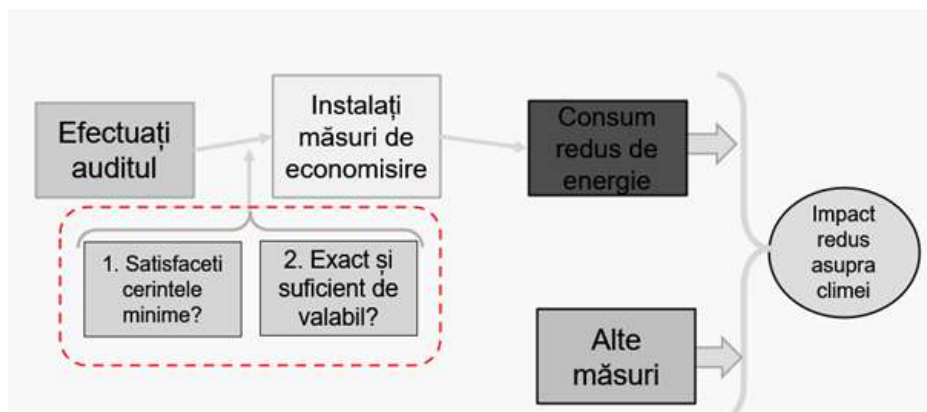 Efectuați
auditul
Instalați
măsuri de
economisire
Consum
redus de
energie
1. Satisfaceti
cerintele
minime?
2. Exact și
suficient de
valabil?
Alte
măsuri
Impact
redus
asupra
climei